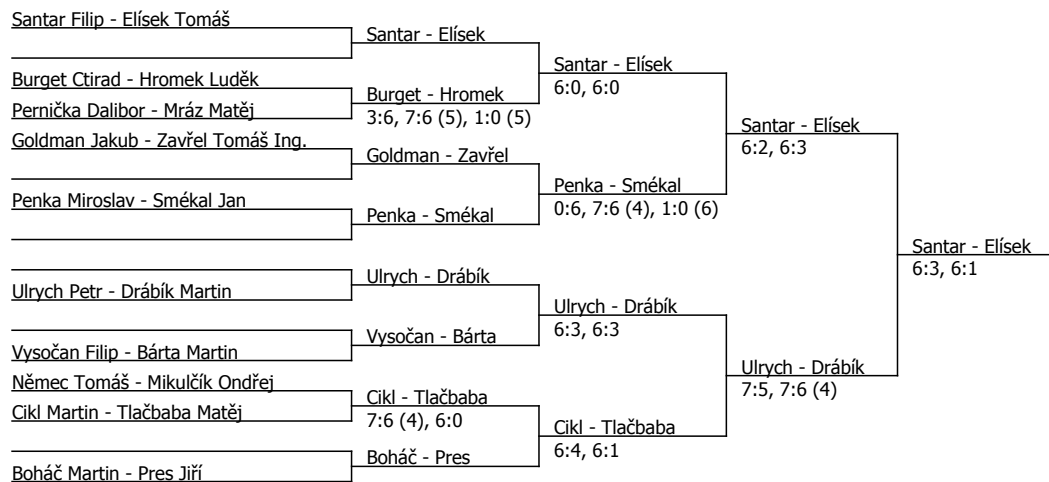 Santar Filip - Elísek Tomáš
Burget Ctirad - Hromek Luděk
Pernička Dalibor - Mráz Matěj
Goldman Jakub - Zavřel Tomáš Ing.
Penka Miroslav - Smékal Jan
Ulrych Petr - Drábík Martin
Vysočan Filip - Bárta Martin
Němec Tomáš - Mikulčík Ondřej
Cikl Martin - Tlačbaba Matěj
Boháč Martin - Pres Jiří
Santar - Elísek
Burget - Hromek
3:6, 7:6 (5), 1:0 (5)
Goldman - Zavřel
Penka - Smékal
Ulrych - Drábík
Vysočan - Bárta
Cikl - Tlačbaba
7:6 (4), 6:0
Boháč - Pres
Santar - Elísek
6:0, 6:0
Penka - Smékal
0:6, 7:6 (4), 1:0 (6)
Ulrych - Drábík
6:3, 6:3
Cikl - Tlačbaba
6:4, 6:1
Santar - Elísek
6:2, 6:3
Ulrych - Drábík
7:5, 7:6 (4)
Santar - Elísek
6:3, 6:1